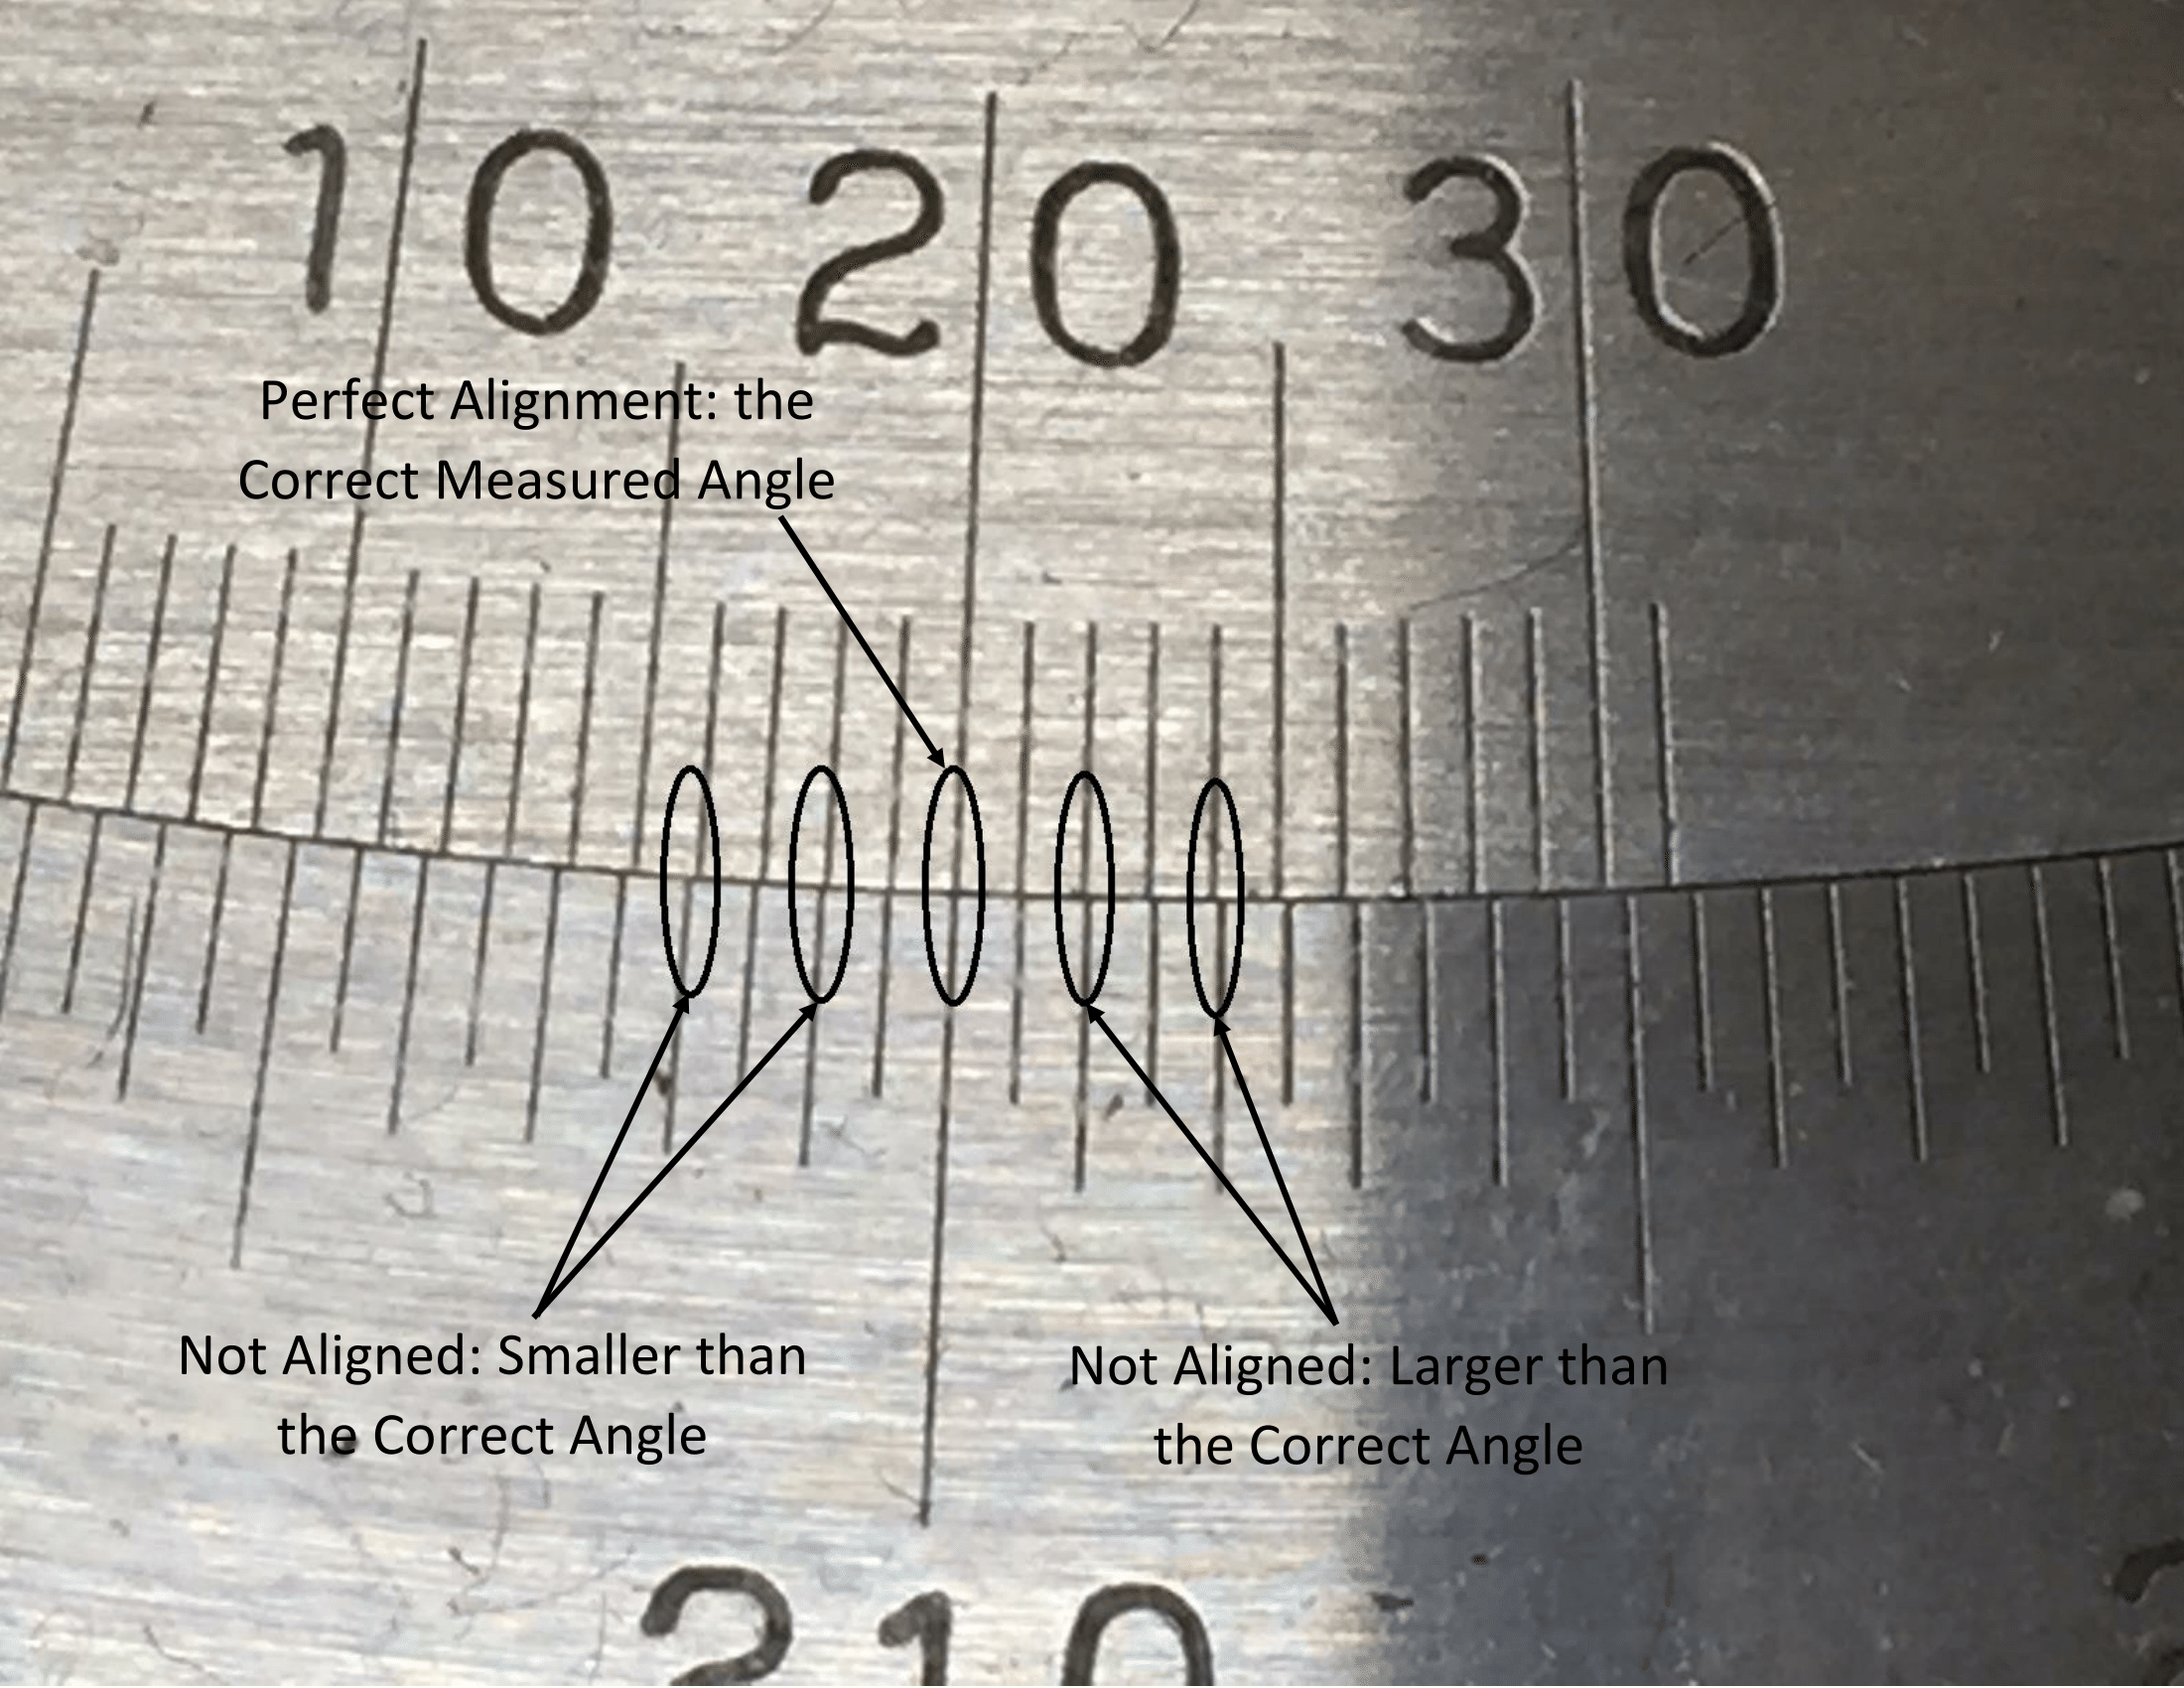 10 20 30
Perfect Alignment: the
Correct Measured Angle
Not Aligned: Smaller than
the Correct Angle
Not Aligned: Larger than
the Correct Angle
210